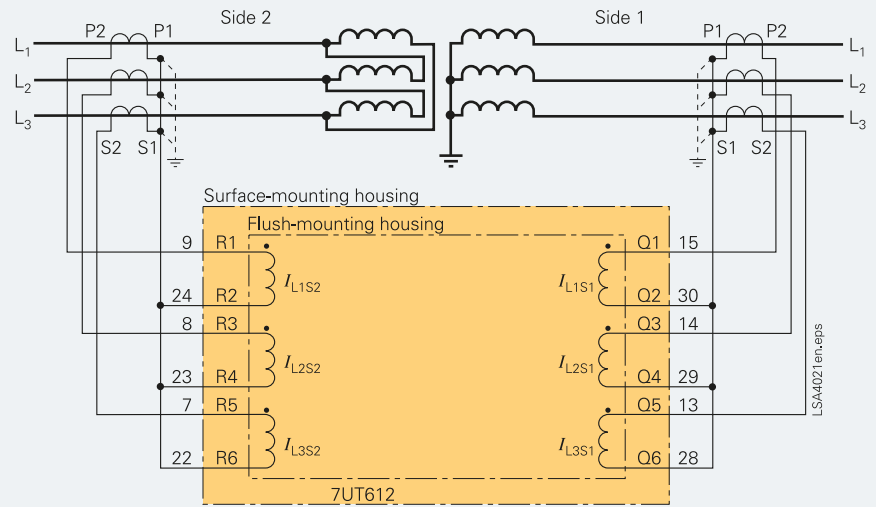 Side 2
Side 1
P2 P1
P1 P2
L1
L1
L2
L2
L3
L3
S2 S1
S1 S2
Surface-mounting housing
Flush-mounting housing
9 R1
Q1 15
IL1S2
IL1S1
24 R2
Q2 30
8 R3
Q3 14
IL2S2
IL2S1
23 R4
Q4 29
7 R5
Q5 13
IL3S2
IL3S1
22 R6
Q6 28
7UT612
LSA4021en.eps